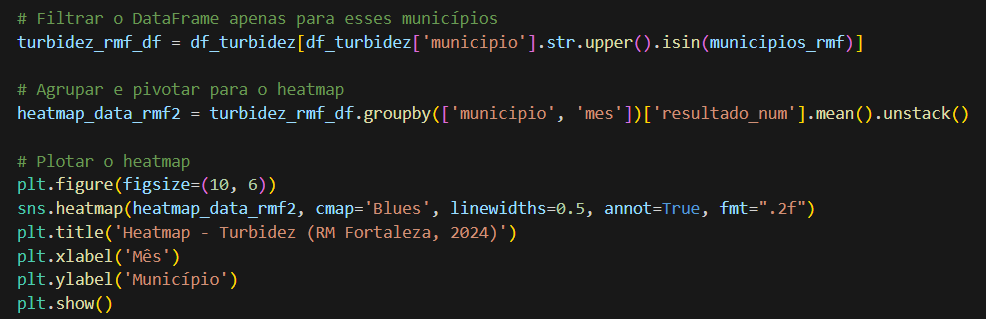 # Filtrar o DataFrame apenas para esses municípios
turbidez_rmf_df = df_turbidez[df_turbidez['municipio'].str.upper().isin(municipios_rmf)]
# Agrupar e pivotar para o heatmap
heatmap_data_rmf2 = turbidez_rmf_df.groupby(['municipio', 'mes'])['resultado_num'].mean().unstack()
# Plotar o heatmap
plt.figure(figsize=(10, 6))
sns.heatmap(heatmap_data_rmf2, cmap='Blues', linewidths=0.5, annot=True, fmt=".2f")
plt.title('Heatmap - Turbidez (RM Fortaleza, 2024)')
plt.xlabel('Mês')
plt.ylabel('Município')
plt.show()